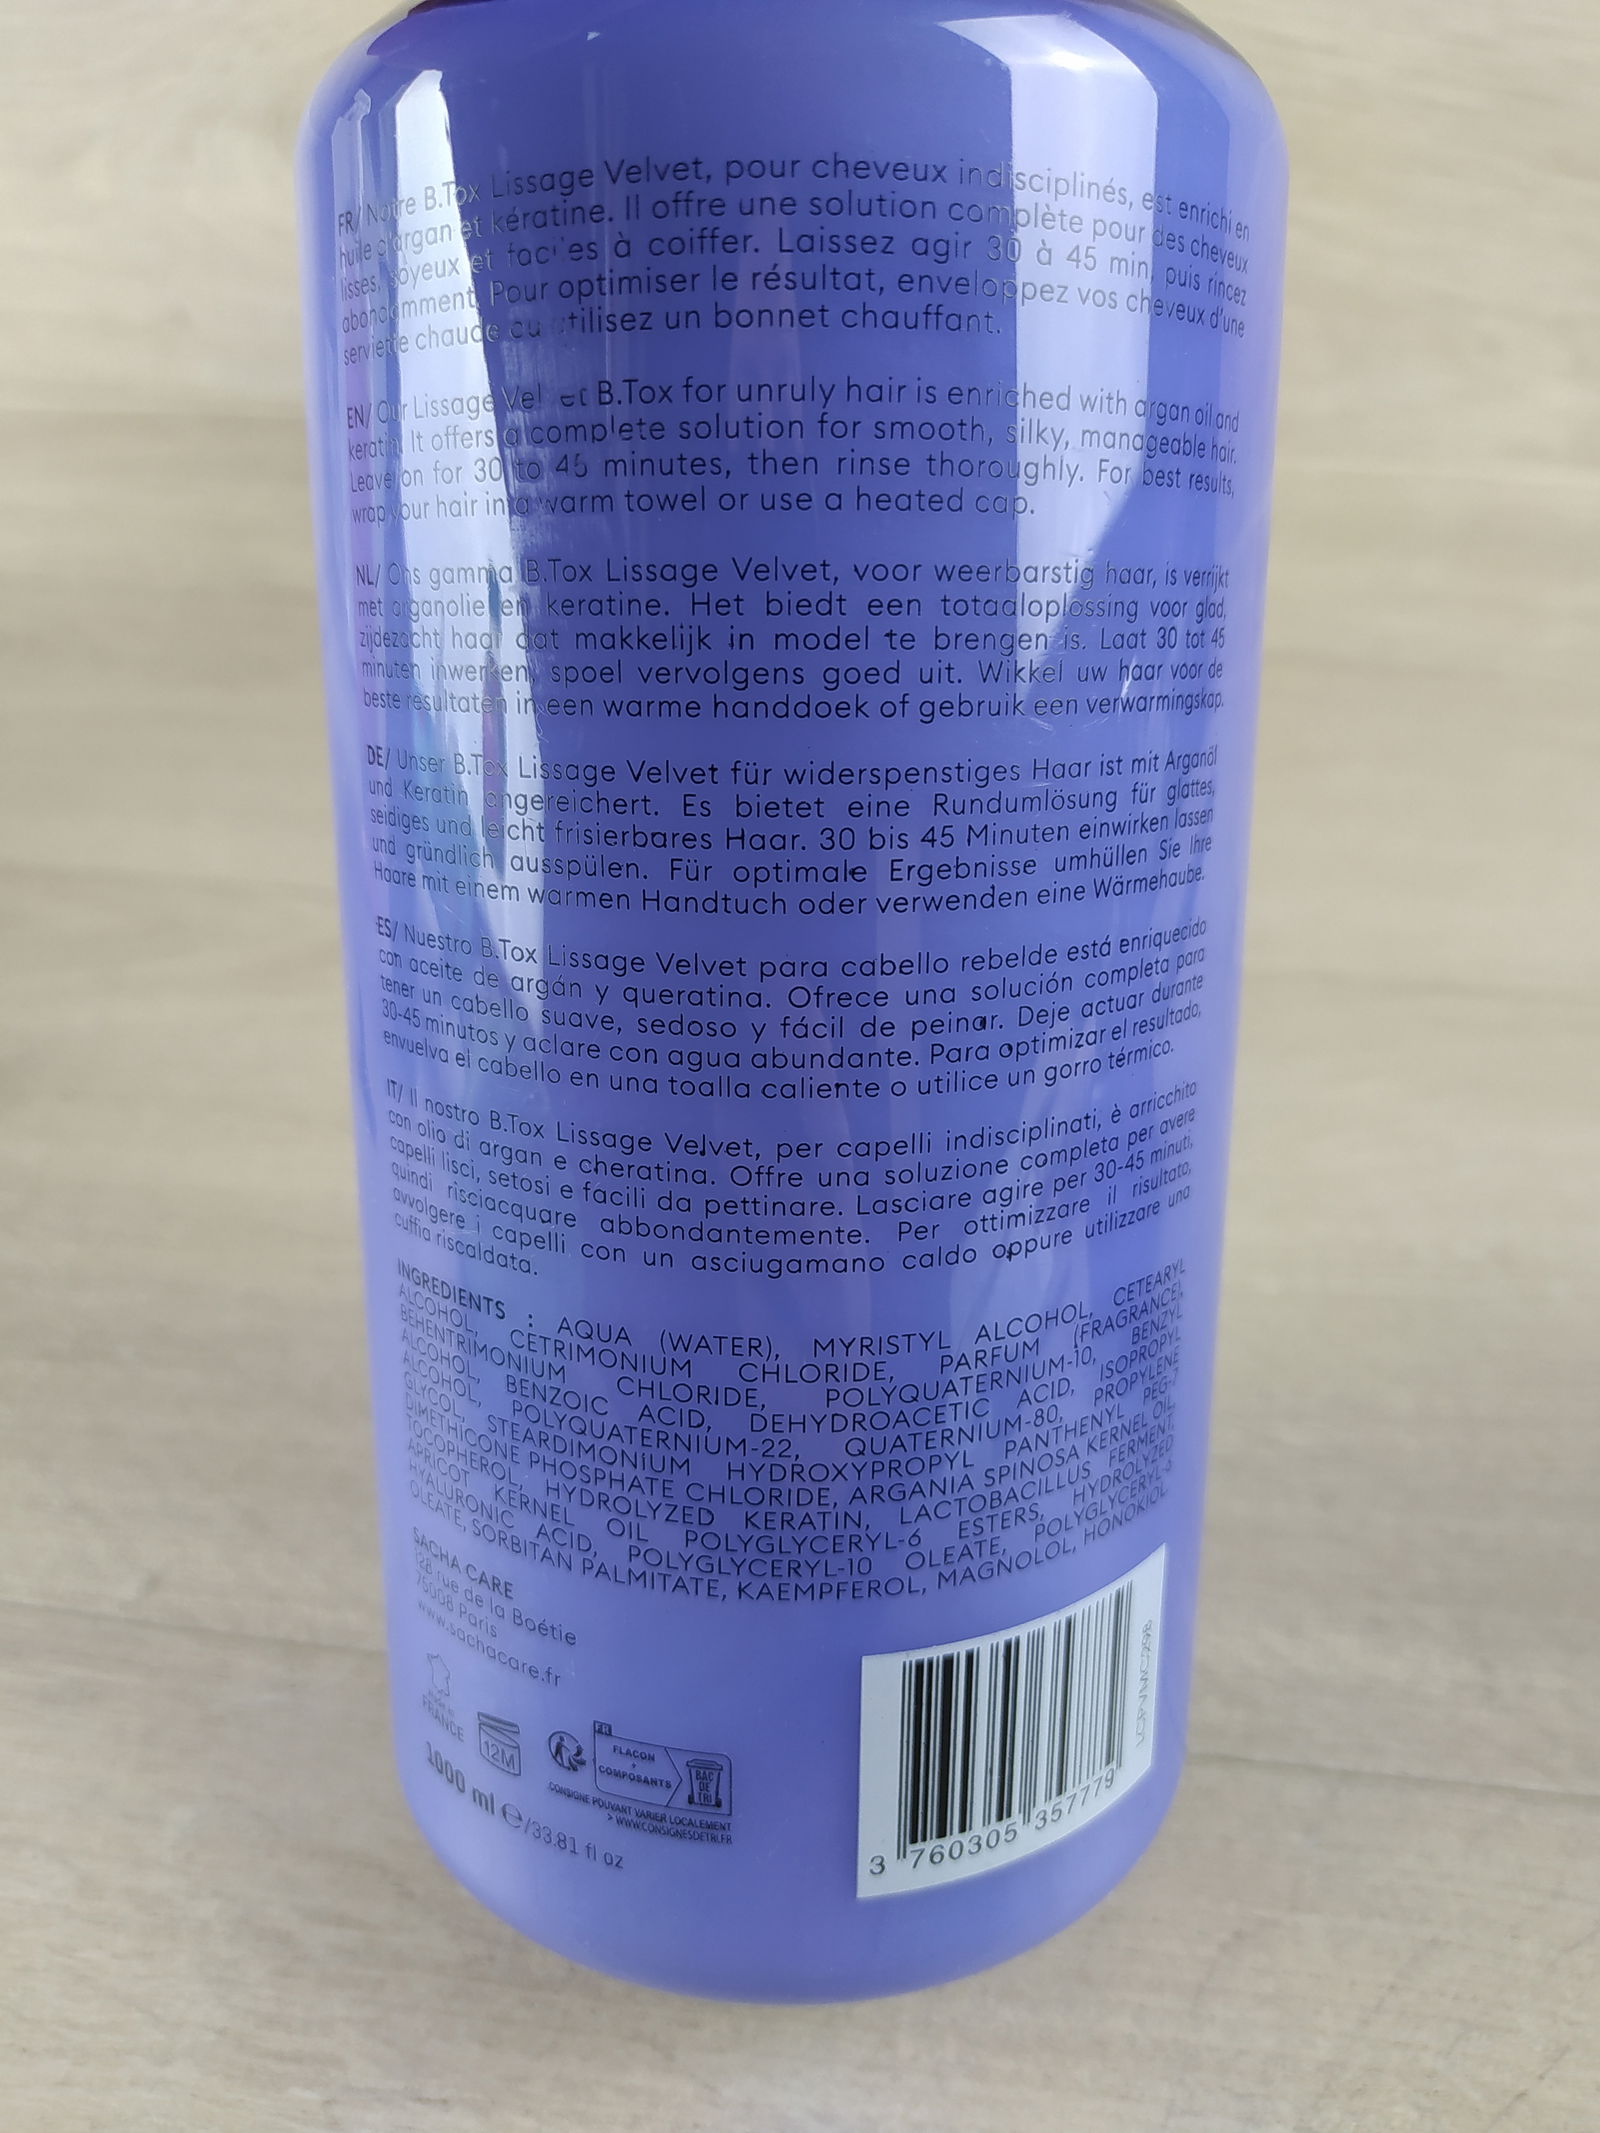 FR/ Notre B.Tox Lissage Velvet, pour cheveux indisciplinés, est enrichi en
huile d'argan et kératine. Il offre une solution complète pour des cheveux
lisses, soyeux et faciles à coiffer. Laissez agir 30 à 45 min, puis rincez
abondamment. Pour optimiser le résultat, enveloppez vos cheveux d'une
serviette chaude ou utilisez un bonnet chauffant.
EN/ Our Lissage Velvet B.Tox for unruly hair is enriched with argan oil and
keratin. It offers a complete solution for smooth, silky, manageable hair.
Leave on for 30 to 45 minutes, then rinse thoroughly. For best results,
wrap your hair in a warm towel or use a heated cap.
NL/ Ons gamma B.Tox Lissage Velvet, voor weerbarstig haar, is verrijkt
met arganolie en keratine. Het biedt een totaaloplossing voor glad,
zijdezacht haar dat makkelijk in model te brengen is. Laat 30 tot 45
minuten inwerken, spoel vervolgens goed uit. Wikkel uw haar voor de
beste resultaten in een warme handdoek of gebruik een verwarmingskap.
DE/ Unser B.Tox Lissage Velvet für widerspenstiges Haar ist mit Arganöl
und Keratin angereichert. Es bietet eine Rundumlösung für glattes,
seidiges und leicht frisierbares Haar. 30 bis 45 Minuten einwirken lassen
und gründlich ausspülen. Für optimale Ergebnisse umhüllen Sie Ihre
Haare mit einem warmen Handtuch oder verwenden eine Wärmehaube.
ES/ Nuestro B.Tox Lissage Velvet para cabello rebelde está enriquecido
con aceite de argán y queratina. Ofrece una solución completa para
tener un cabello suave, sedoso y fácil de peinar. Deje actuar durante
30-45 minutos y aclare con agua abundante. Para optimizar el resultado,
envuelva el cabello en una toalla caliente o utilice un gorro térmico.
IT/ Il nostro B.Tox Lissage Velvet, per capelli indisciplinati, è arricchito
con olio di argan e cheratina. Offre una soluzione completa per avere
capelli lisci, setosi e facili da pettinare. Lasciare agire per 30-45 minuti,
quindi risciacquare abbondantemente. Per ottimizzare il risultato,
avvolgere i capelli con un asciugamano caldo oppure utilizzare una
cuffia riscaldata.
INGREDIENTS : AQUA (WATER), MYRISTYL ALCOHOL, CETEARYL
ALCOHOL, CETRIMONIUM CHLORIDE, PARFUM (FRAGRANCE),
BEHENTRIMONIUM CHLORIDE, POLYQUATERNIUM-10, BENZYL
ALCOHOL, BENZOIC ACID, DEHYDROACETIC ACID, ISOPROPYL
ALCOHOL, POLYQUATERNIUM-22, QUATERNIUM-80, PROPYLENE
GLYCOL, STEARDIMONIUM HYDROXYPROPYL PANTHENYL PEG-7
DIMETHICONE PHOSPHATE CHLORIDE, ARGANIA SPINOSA KERNEL OIL,
TOCOPHEROL, HYDROLYZED KERATIN, LACTOBACILLUS FERMENT,
APRICOT KERNEL OIL POLYGLYCERYL-6 ESTERS, HYDROLYZED
HYALURONIC ACID, POLYGLYCERYL-10 OLEATE, POLYGLYCERYL-6
OLEATE, SORBITAN PALMITATE, KAEMPFEROL, MAGNOLOL, HONOKIOL
SACHA CARE
128 rue de la Boétie
75008 Paris
www.sachacare.fr
FRANCE
12M
FR
FLACON
+
COMPOSANTS
BAC
DE
TRI
CONSIGNE POUVANT VARIER LOCALEMENT
> WWW.CONSIGNESDETRI.FR
1000 ml e/33.81 fl oz
3 760305 357779